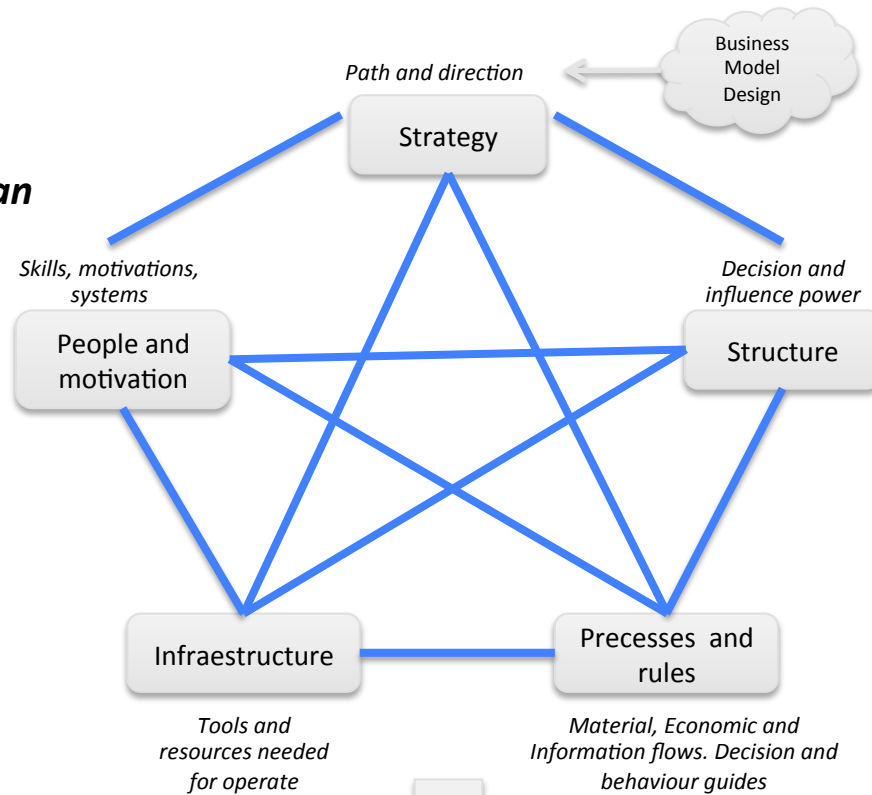 Business
Model
Design
Path and direction
Strategy
an
Skills, motivations,
systems
Decision and
influence power
People and
motivation
Structure
Infraestructure
Precesses and
rules
Tools and
resources needed
for operate
Material, Economic and
Information flows. Decision and
behaviour guides